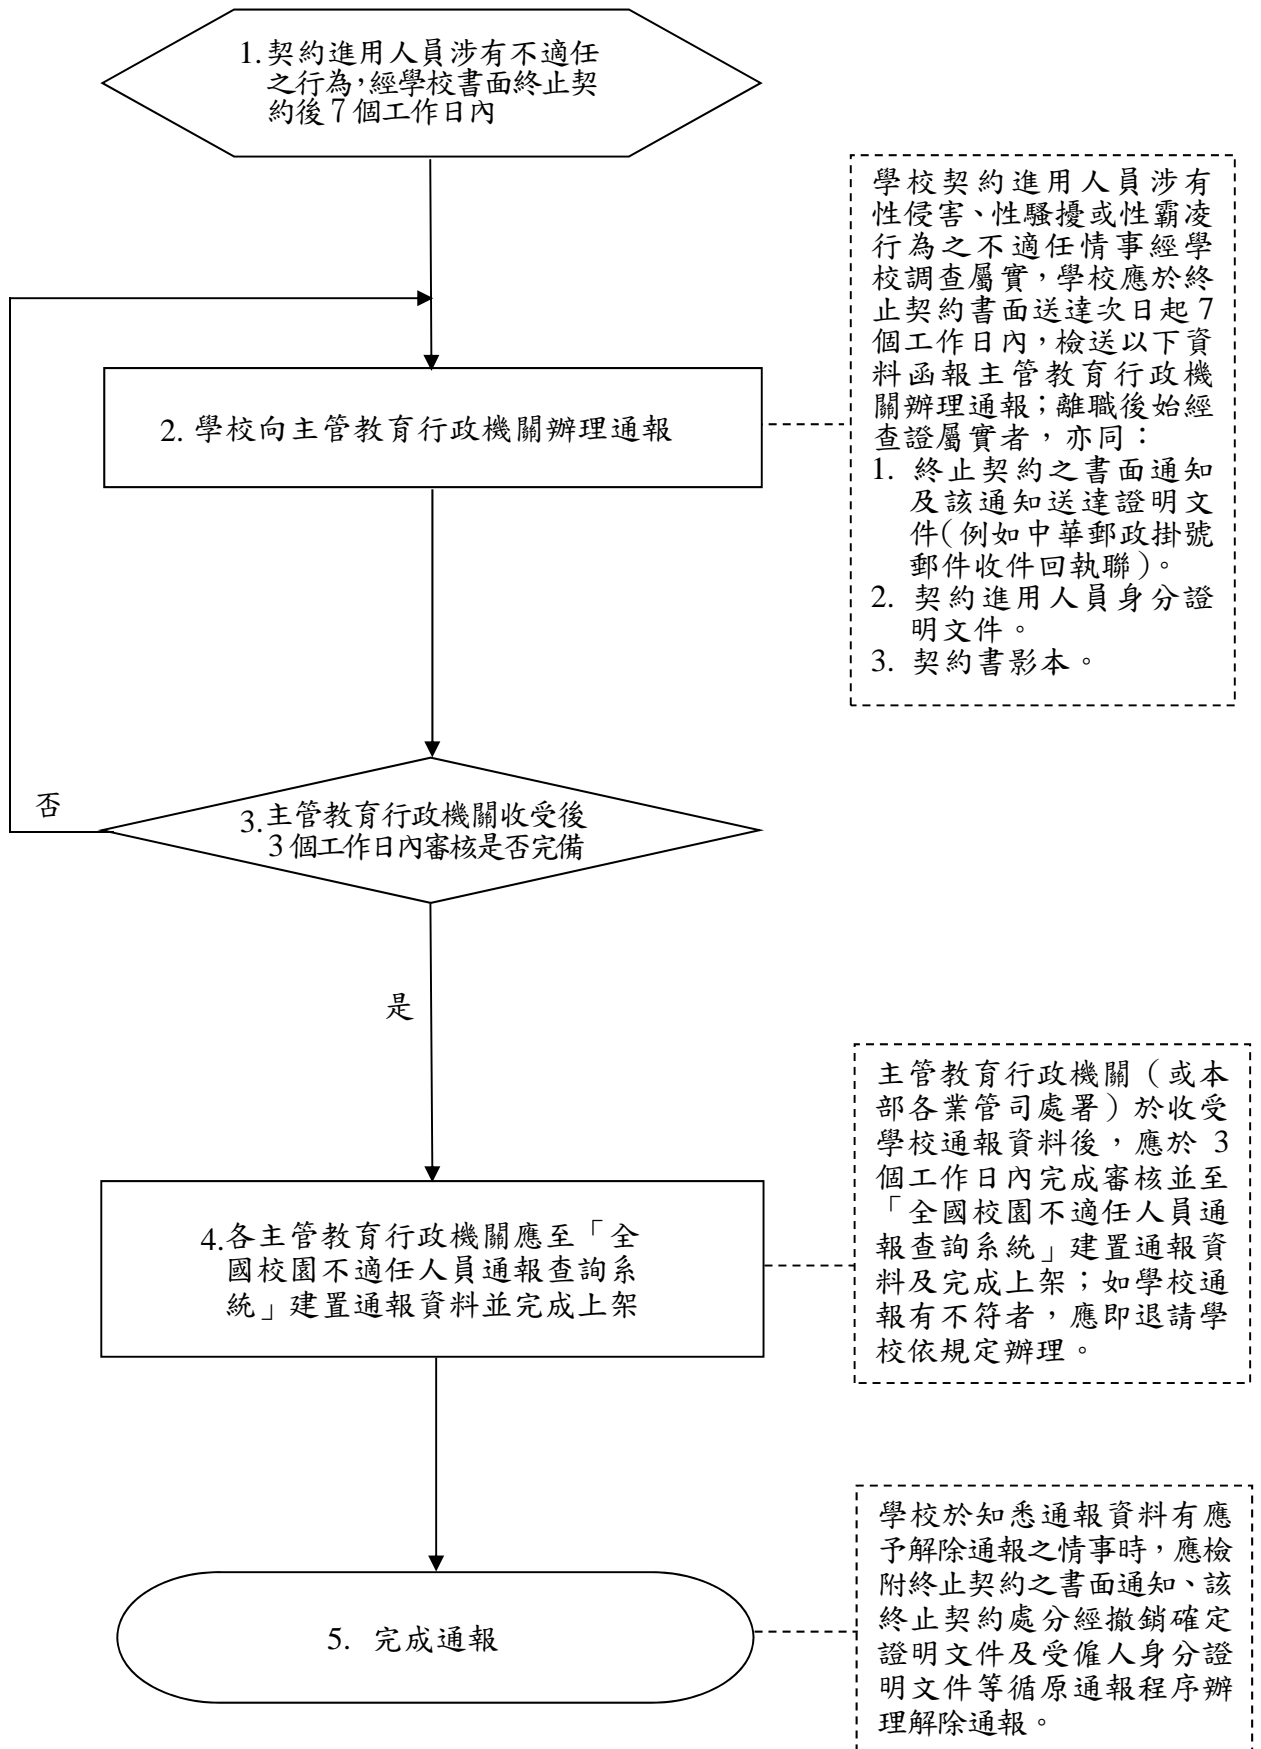 1.契約進用人員涉有不適任
之行為，經學校書面終止契
約後7個工作日內
學校契約進用人員涉有
性侵害、性騷擾或性霸凌
行為之不適任情事經學
校調查屬實，學校應於終
止契約書面送達次日起7
個工作日內，檢送以下資
料函報主管教育行政機
關辦理通報；離職後始經
查證屬實者，亦同：
1. 終止契約之書面通知
及該通知送達證明文
件(例如中華郵政掛號
郵件收件回執聯)。
2. 契約進用人員身分證
明文件。
3. 契約書影本。
2. 學校向主管教育行政機關辦理通報
否
3.主管教育行政機關收受後
3個工作日內審核是否完備
是
主管教育行政機關（或本
部各業管司處署）於收受
學校通報資料後，應於 3
個工作日內完成審核並至
「全國校園不適任人員通
報查詢系統」建置通報資
料及完成上架；如學校通
報有不符者，應即退請學
校依規定辦理。
4.各主管教育行政機關應至「全
國校園不適任人員通報查詢系
統」建置通報資料並完成上架
學校於知悉通報資料有應
予解除通報之情事時，應檢
附終止契約之書面通知、該
終止契約處分經撤銷確定
證明文件及受僱人身分證
明文件等循原通報程序辦
理解除通報。
5. 完成通報